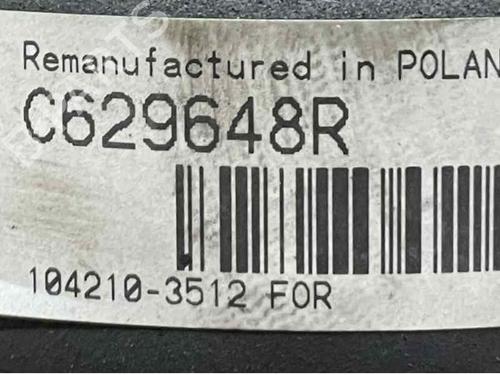 Remanufactured in POLAN
C629648R
104210-3512 FOR